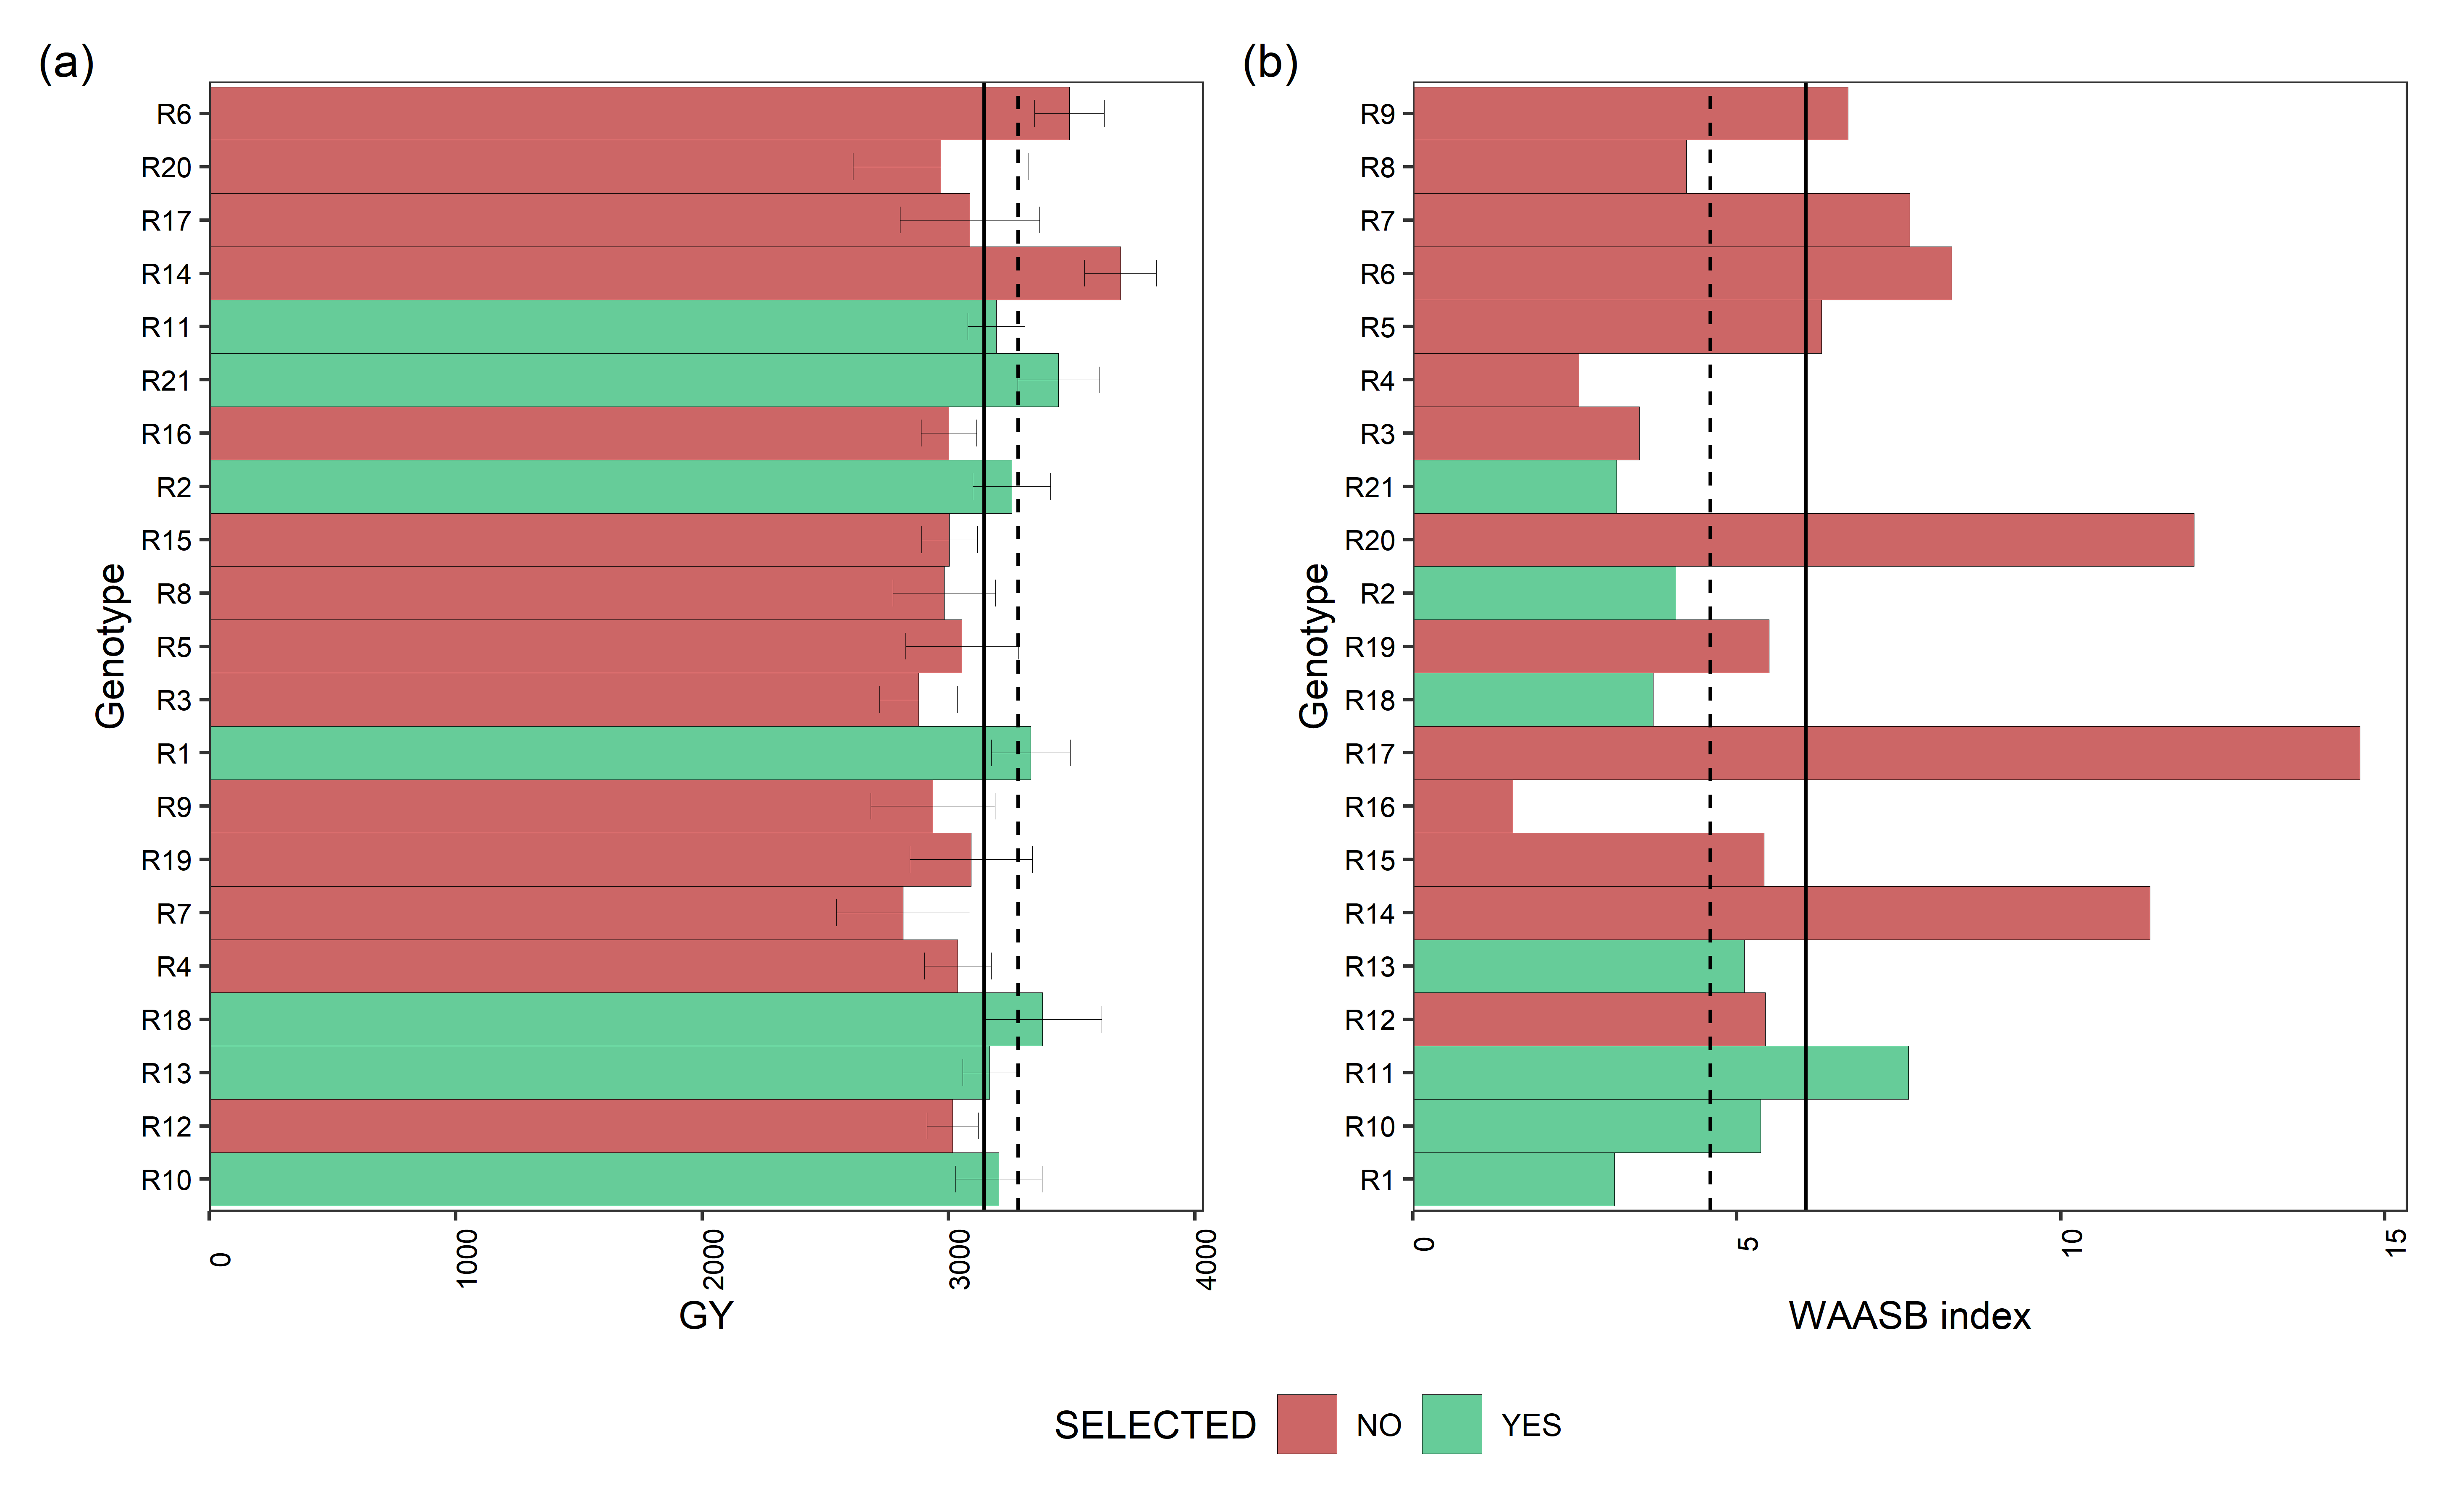 (a)
R6
R20
R17
R14
R11
R21
R16
R2
R15
R8
R5
R3
R1
R9
R19
R7
R4
R18
R13
R12
R10
Genotype
0
1000
2000
3000
4000
GY
(b)
R9
R8
R7
R6
R5
R4
R3
R21
R20
R2
R19
R18
R17
R16
R15
R14
R13
R12
R11
R10
R1
Genotype
0
5
10
15
WAASB index
SELECTED NO YES